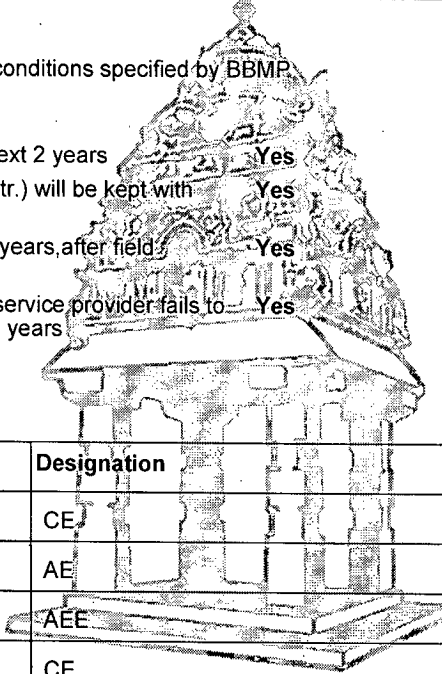 conditions specified by BBMP
ext 2 years Yes
tr.) will be kept with Yes
years,after field Yes
service provider fails to Yes
years
Designation
CE
AE
AEE
CE